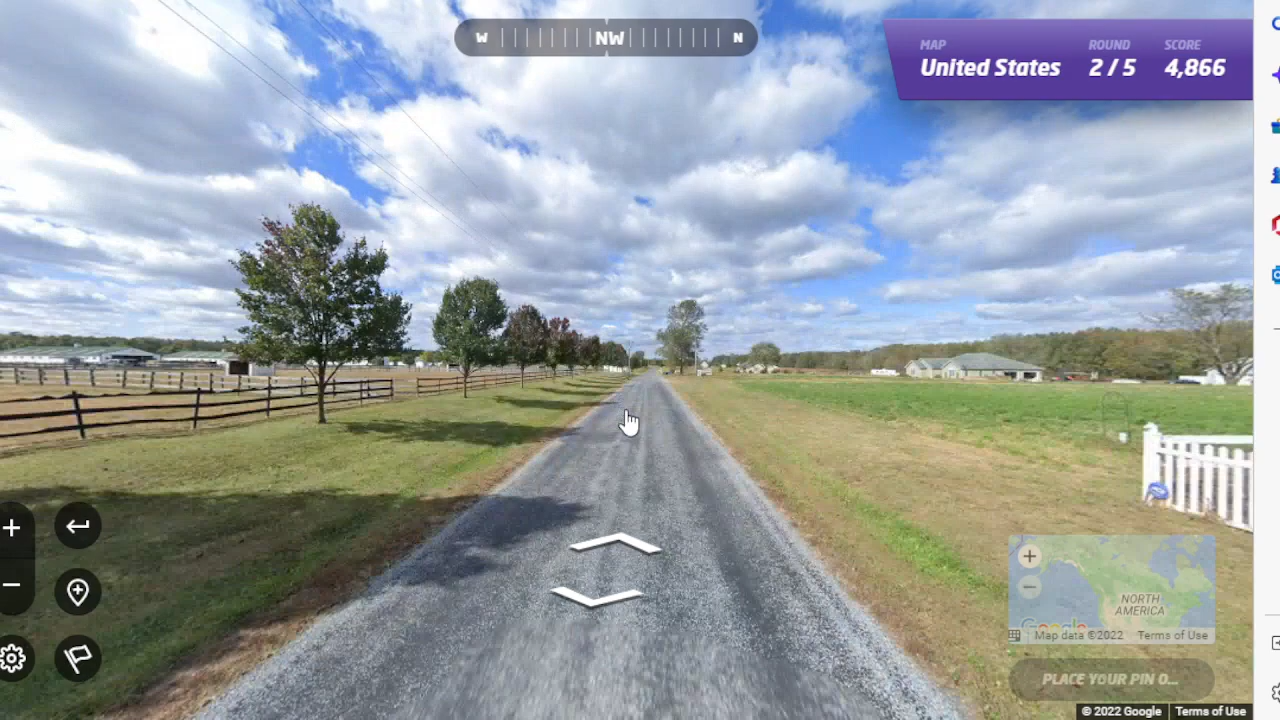 W NW N
MAP ROUND SCORE
United States 2 / 5 4,866
NORTH
AMERICA
Google
Map data ©2022 Terms of Use
PLACE YOUR PIN O...
© 2022 Google Terms of Use